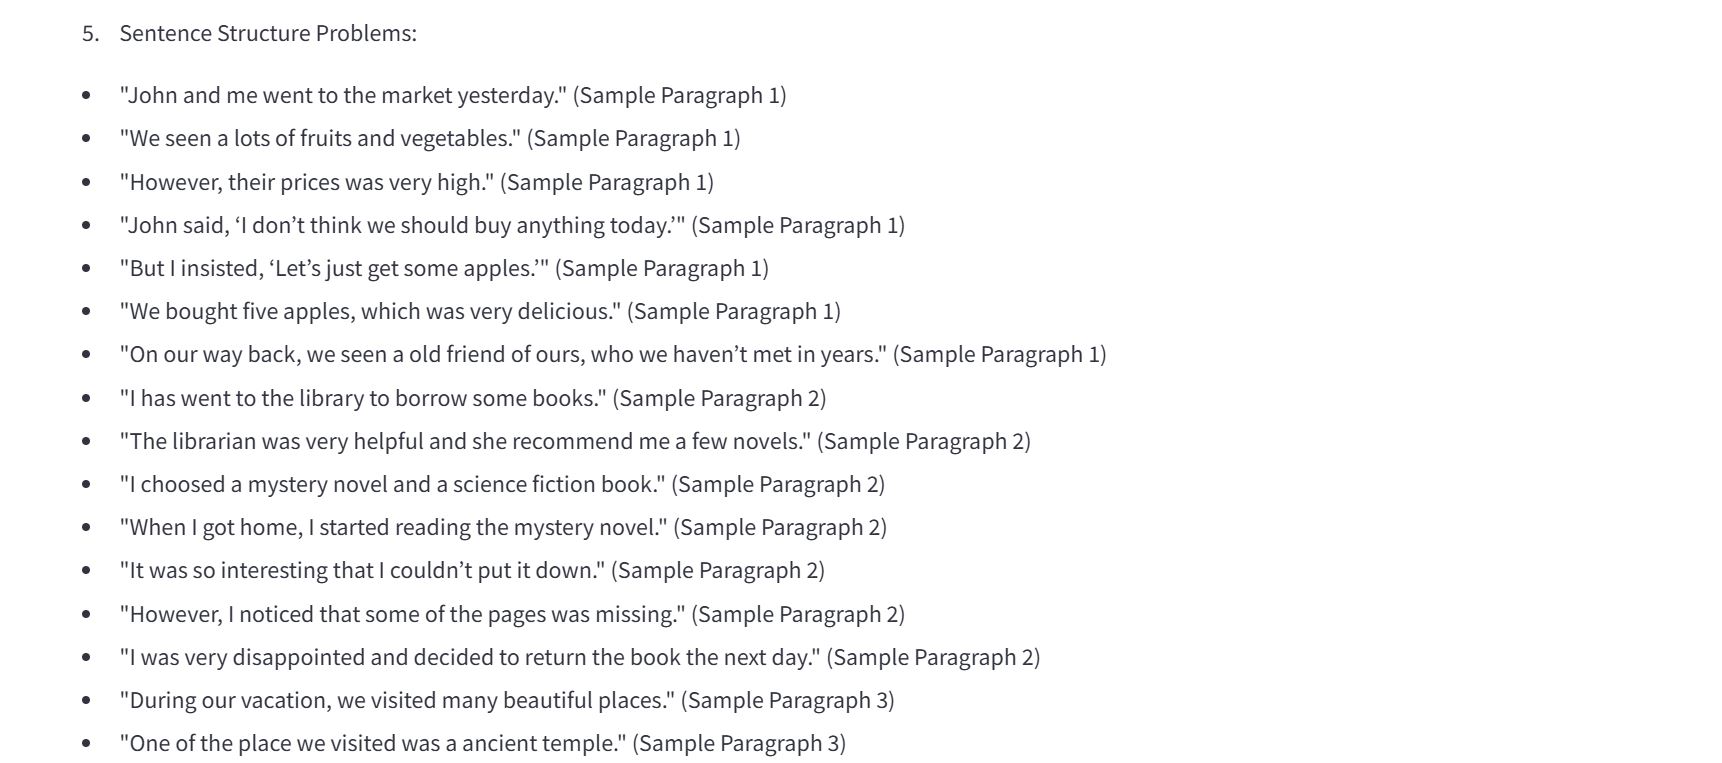 5. Sentence Structure Problems:
• "John and me went to the market yesterday." (Sample Paragraph 1)
• "We seen a lots of fruits and vegetables." (Sample Paragraph 1)
• "However, their prices was very high." (Sample Paragraph 1)
• "John said, ‘I don’t think we should buy anything today.’" (Sample Paragraph 1)
• "But I insisted, ‘Let’s just get some apples.’" (Sample Paragraph 1)
• "We bought five apples, which was very delicious." (Sample Paragraph 1)
• "On our way back, we seen a old friend of ours, who we haven’t met in years." (Sample Paragraph 1)
• "I has went to the library to borrow some books." (Sample Paragraph 2)
• "The librarian was very helpful and she recommend me a few novels." (Sample Paragraph 2)
• "I choosed a mystery novel and a science fiction book." (Sample Paragraph 2)
• "When I got home, I started reading the mystery novel." (Sample Paragraph 2)
• "It was so interesting that I couldn’t put it down." (Sample Paragraph 2)
• "However, I noticed that some of the pages was missing." (Sample Paragraph 2)
• "I was very disappointed and decided to return the book the next day." (Sample Paragraph 2)
• "During our vacation, we visited many beautiful places." (Sample Paragraph 3)
• "One of the place we visited was a ancient temple." (Sample Paragraph 3)